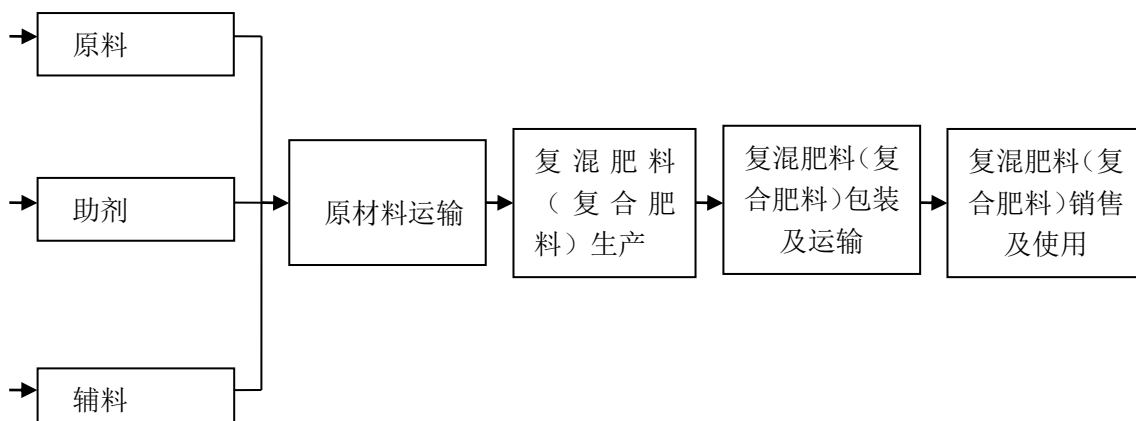 原料
助剂
辅料
原材料运输
复混肥料
（复合肥
料）生产
复混肥料（复
合肥料）包装
及运输
复混肥料（复
合肥料）销售
及使用